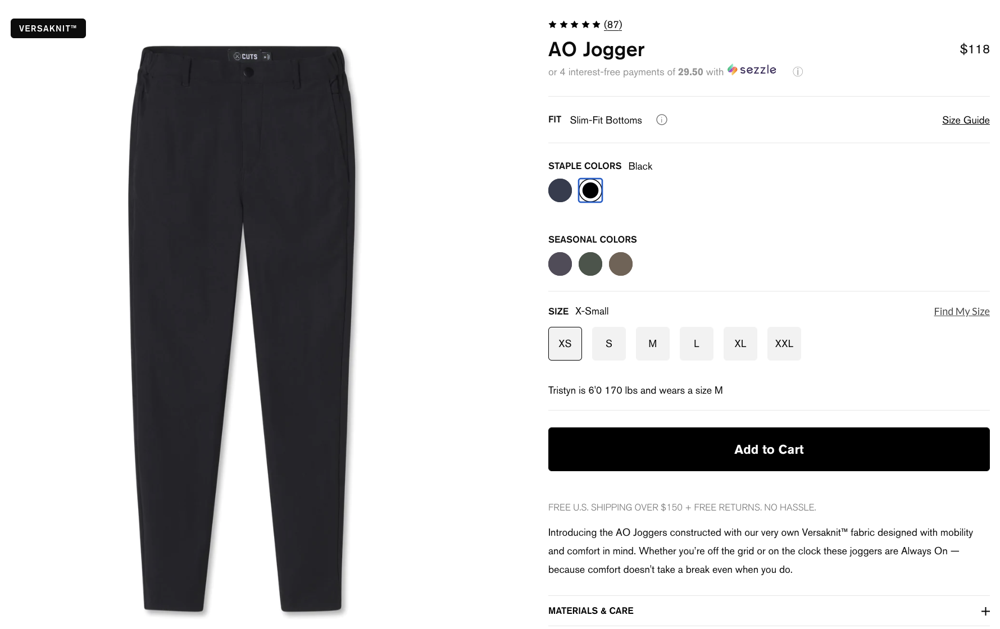 VERSAKNIT™
CUTS
M
(87)
AO Jogger
$118
or 4 interest-free payments of 29.50 with sezzle
FIT Slim-Fit Bottoms
Size Guide
STAPLE COLORS Black
SEASONAL COLORS
SIZE X-Small
Find My Size
XS S M L XL XXL
Tristyn is 6'0 170 lbs and wears a size M
Add to Cart
FREE U.S. SHIPPING OVER $150 + FREE RETURNS. NO HASSLE.
Introducing the AO Joggers constructed with our very own Versaknit™ fabric designed with mobility
and comfort in mind. Whether you’re off the grid or on the clock these joggers are Always On —
because comfort doesn't take a break even when you do.
MATERIALS & CARE